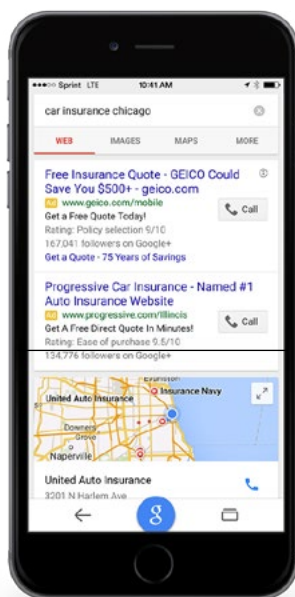 Sprint LTE 10:41 AM
car insurance chicago
WEB IMAGES MAPS MORE
Free Insurance Quote - GEICO Could
Save You $500+ - geico.com
Ad www.geico.com/mobile
Call
Get a Free Quote Today!
Rating: Policy selection 9/10
167,041 followers on Google+
Get a Quote - 75 Years of Savings
Progressive Car Insurance - Named #1
Auto Insurance Website
Ad www.progressive.com/Illinois
Call
Get A Free Direct Quote In Minutes!
Rating: Ease of purchase 9.5/10
134,776 followers on Google+
Evanston
Insurance Navy
United Auto Insurance
Downers
Grove
Naperville
United Auto Insurance
3201 N Harlem Ave
g